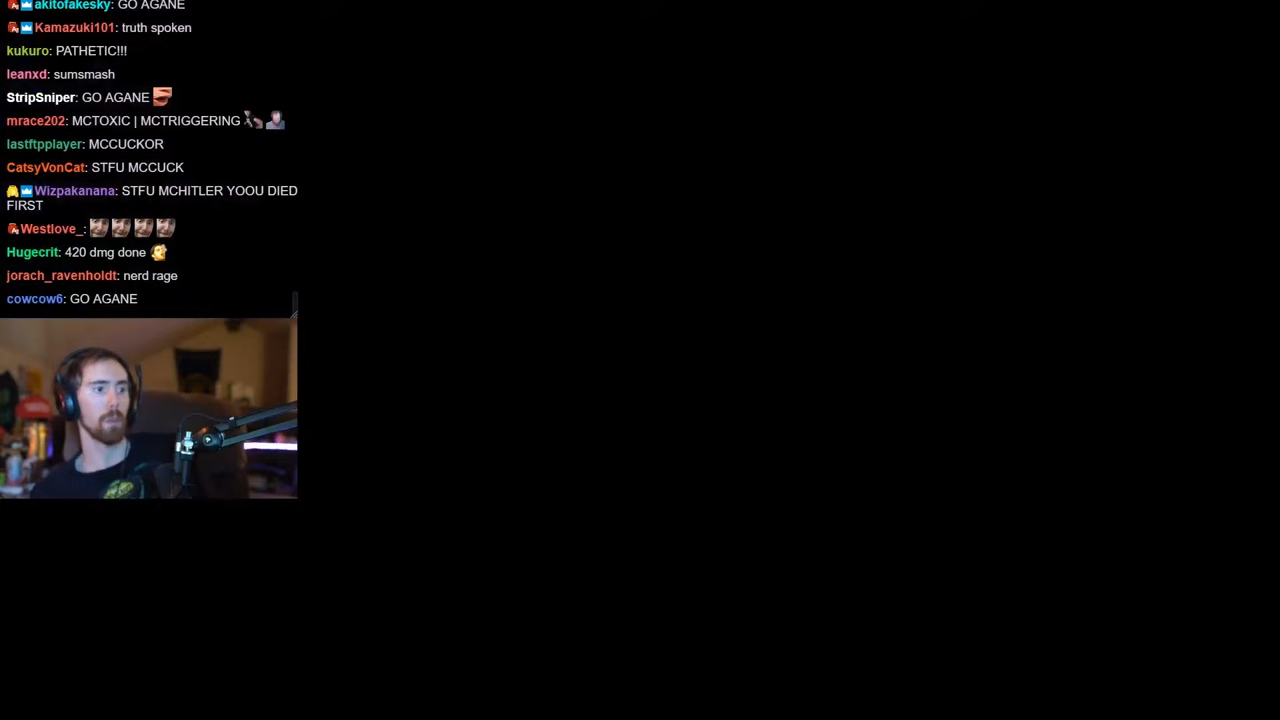 akitofakesky: GO AGANE
Kamazuki101: truth spoken
kukuro: PATHETIC!!!
leanxd: sumsmash
StripSniper: GO AGANE
mrace202: MCTOXIC | MCTRIGGERING
lastftpplayer: MCCUCKOR
CatsyVonCat: STFU MCCUCK
Wizpakanana: STFU MCHITLER YOOU DIED
FIRST
Westlove_:
Hugecrit: 420 dmg done
jorach_ravenholdt: nerd rage
cowcow6: GO AGANE